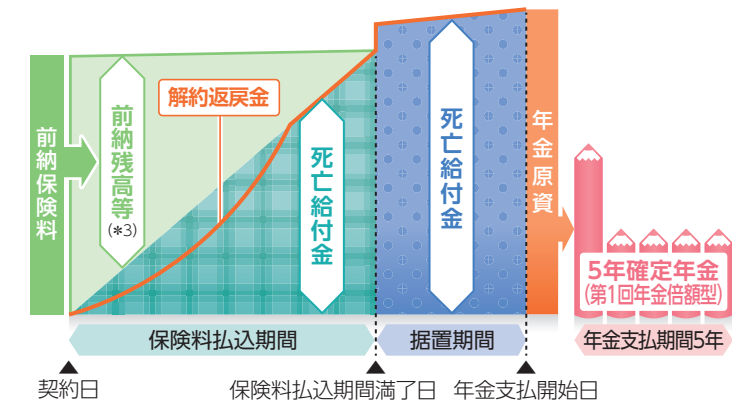 前納保険料
前納残高等
(*3)
解約返戻金
死亡給付金
死亡給付金
年金原資
5年確定年金
(第1回年金倍額型)
保険料払込期間
据置期間
年金支払期間5年
契約日
保険料払込期間満了日
年金支払開始日